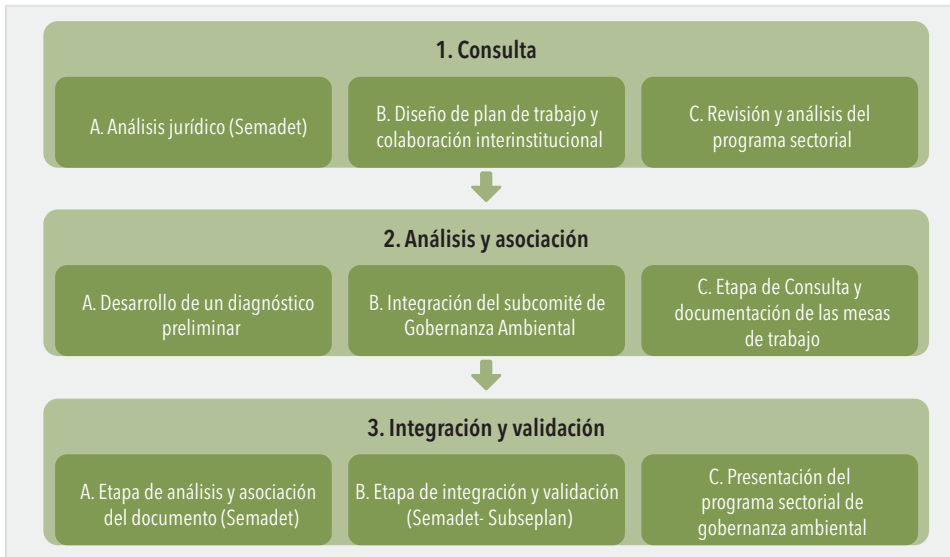 1. Consulta
A. Análisis jurídico (Semadet)
B. Diseño de plan de trabajo y
colaboración interinstitucional
C. Revisión y análisis del
programa sectorial
2. Análisis y asociación
A. Desarrollo de un diagnóstico
preliminar
B. Integración del subcomité de
Gobernanza Ambiental
C. Etapa de Consulta y
documentación de las mesas
de trabajo
3. Integración y validación
A. Etapa de análisis y asociación
del documento (Semadet)
B. Etapa de integración y validación
(Semadet- Subseplan)
C. Presentación del
programa sectorial de
gobernanza ambiental